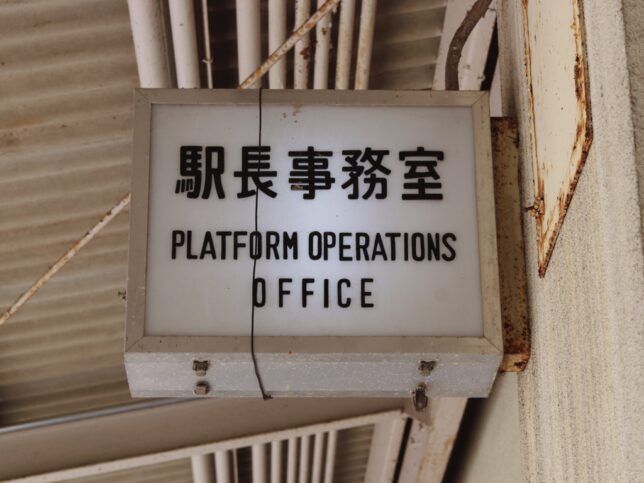 駅長事務室
PLATFORM OPERATIONS
OFFICE